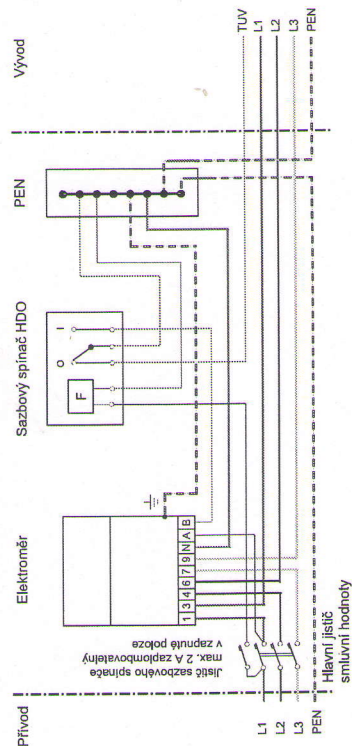 Přívod
Elektroměr
Sazbový spínač HDO
PEN
Vývod
F
O
I
1 3 4 6 7 9 N A B
Jistič sazbového spínače
max. 2 A zaplombovatelný
v zapnuté poloze
TUV
L1
L1
L2
L2
L3
L3
PEN
PEN
Hlavní jistič
smluvní hodnoty